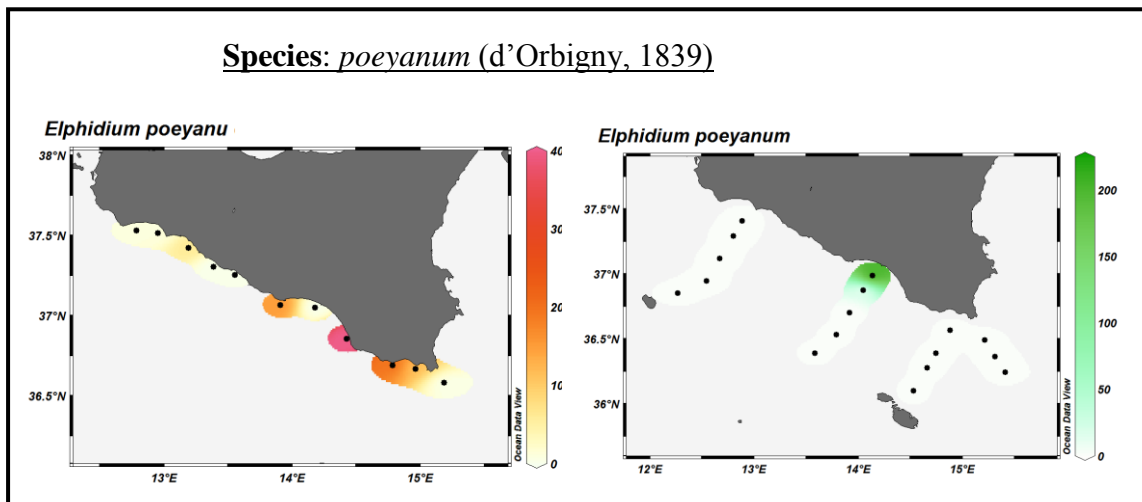 Species: poeyanum (d’Orbigny, 1839)
Elphidium poeyanu
38°N
37.5°N
37°N
36.5°N
13°E 14°E 15°E
40
30
20
10
0
Ocean Data View
Elphidium poeyanum
37.5°N
37°N
36.5°N
36°N
12°E 13°E 14°E 15°E
200
150
100
50
0
Ocean Data View